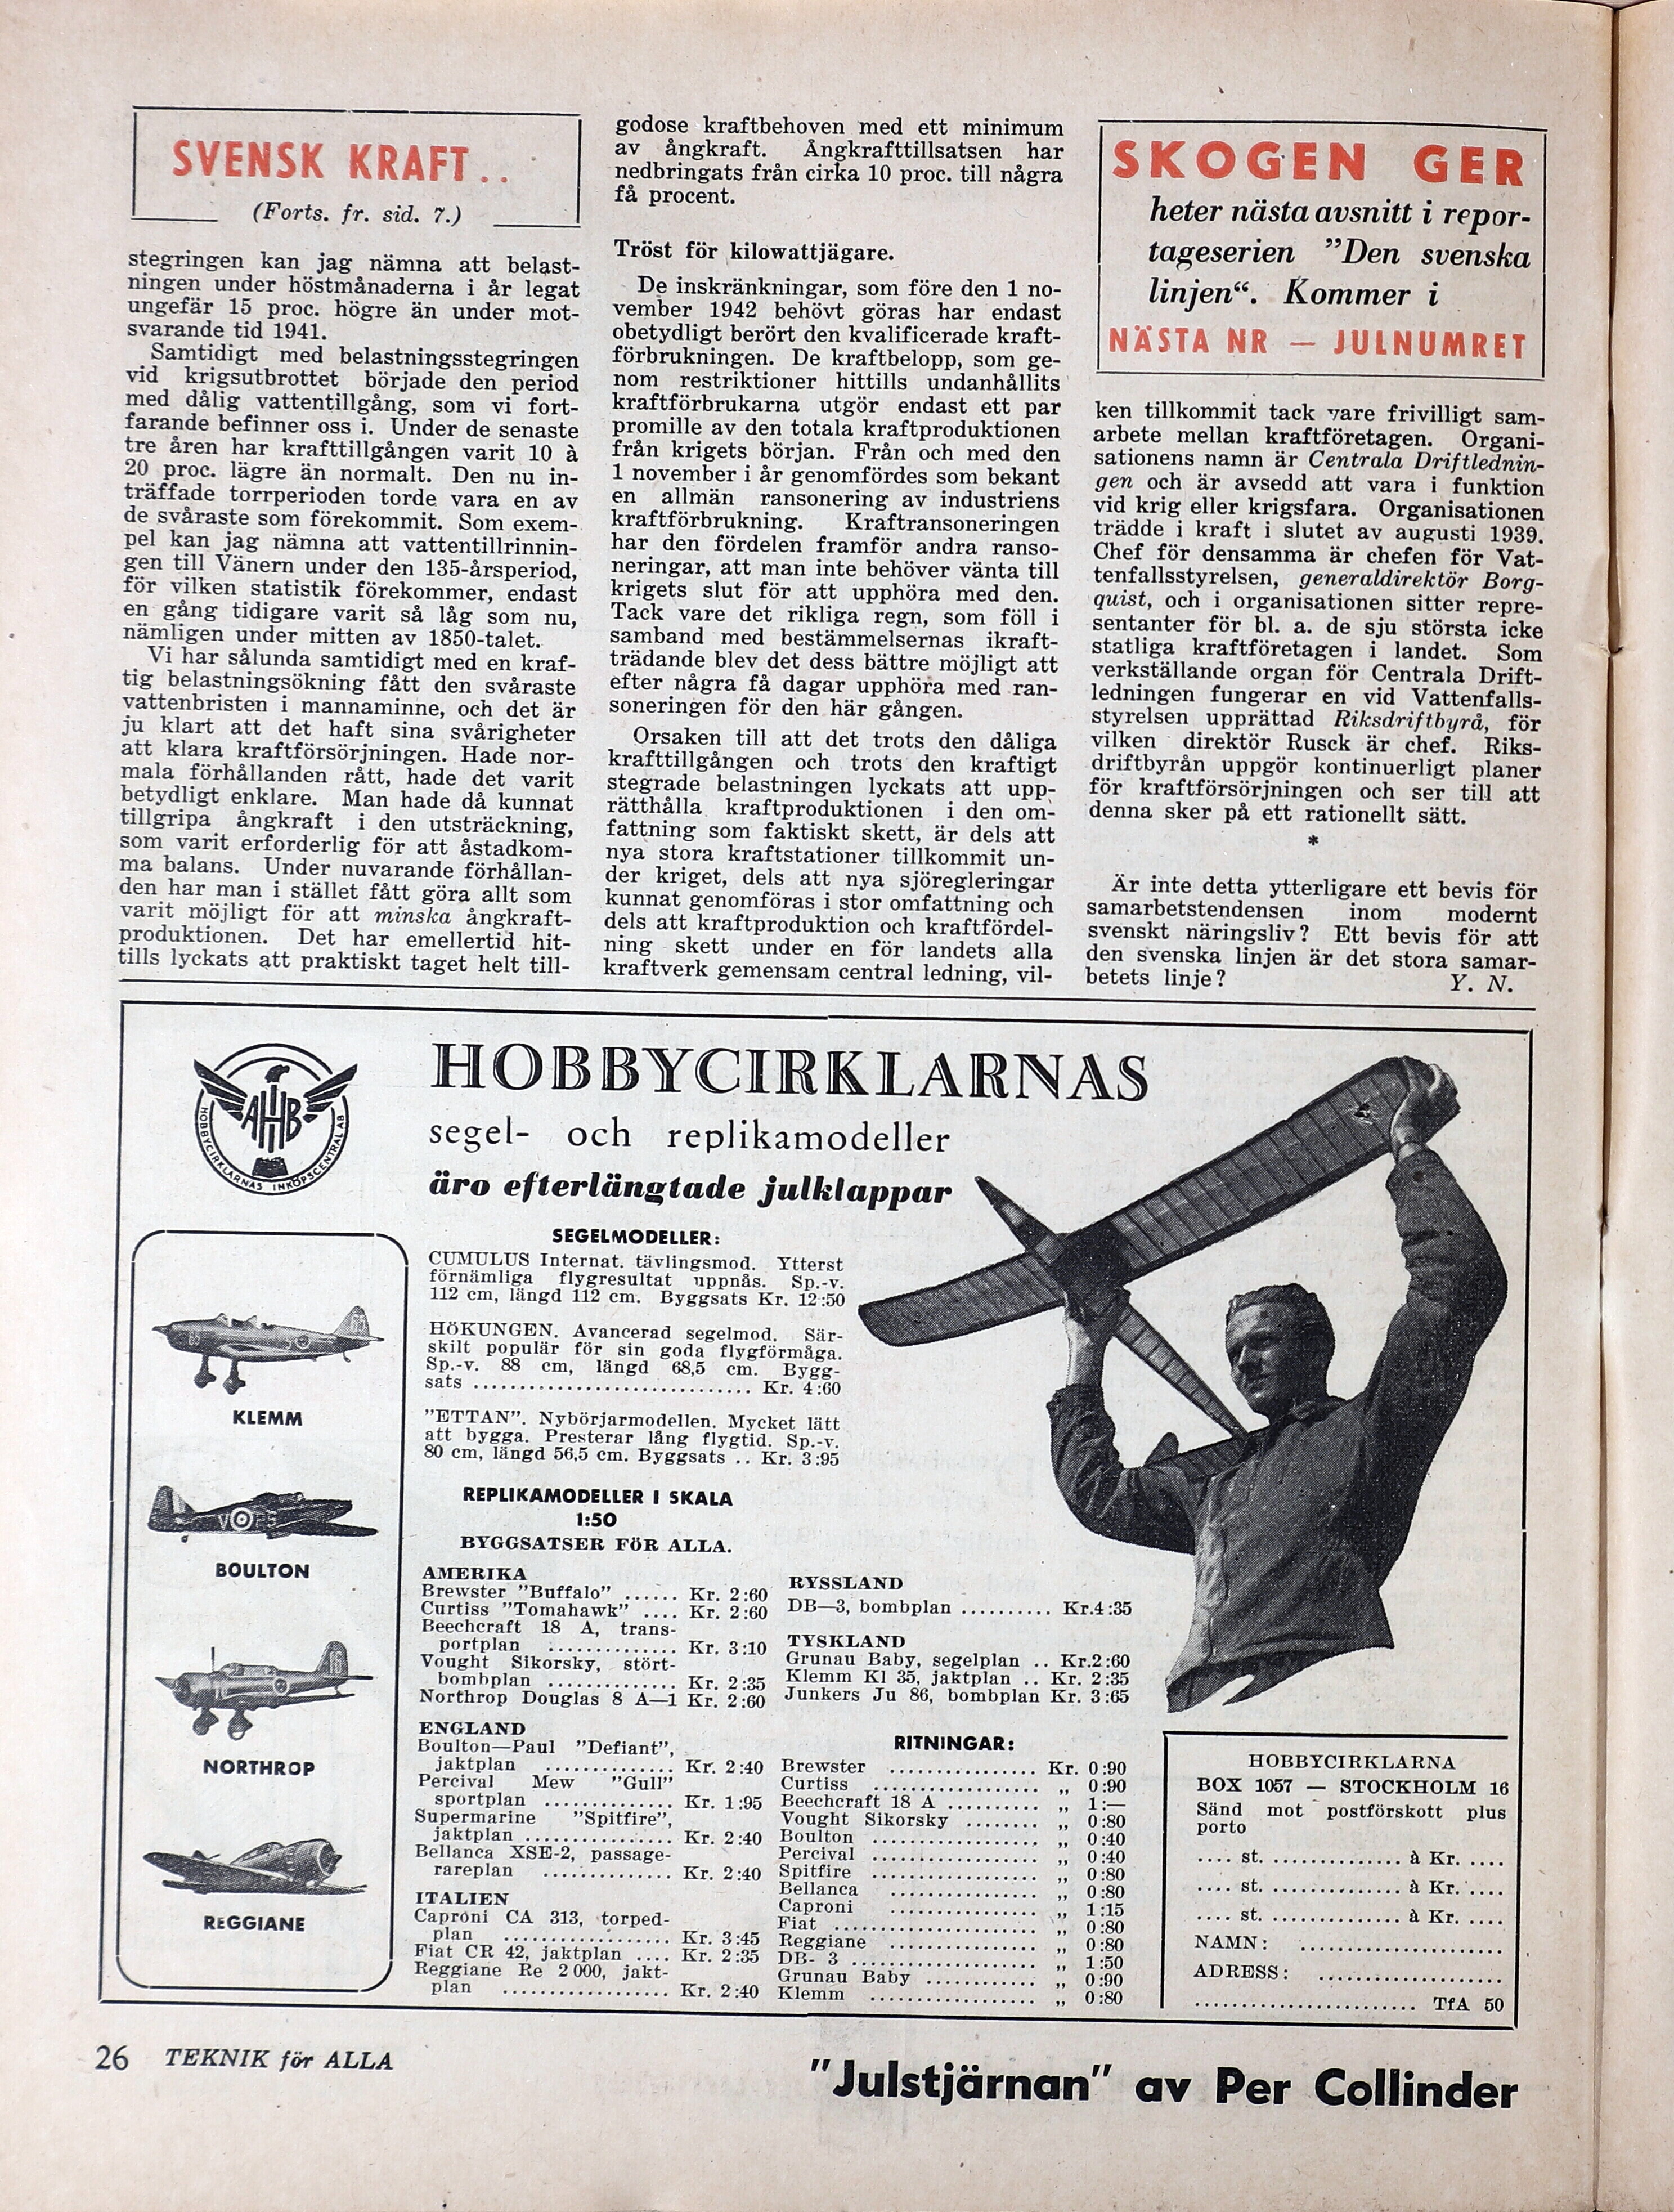 SVENSK KRAFT..
(Forts. fr. sid. 7.)
stegringen kan jag nämna att belast-
ningen under höstmånaderna i år legat
ungefär 15 proc. högre än under mot-
svarande tid 1941.
Samtidigt med belastningsstegringen
vid krigsutbrottet började den period
med dålig vattentillgång, som vi fort-
farande befinner oss i. Under de senaste
tre åren har krafttillgången varit 10 à
20 proc. lägre än normalt. Den nu in-
träffade torrperioden torde vara en av
de svåraste som förekommit. Som exem-
pel kan jag nämna att vattentillrinnin-
gen till Vänern under den 135-årsperiod,
för vilken statistik förekommer, endast
en gång tidigare varit så låg som nu,
nämligen under mitten av 1850-talet.
Vi har sålunda samtidigt med en kraf-
tig belastningsökning fått den svåraste
vattenbristen i mannaminne, och det är
ju klart att det haft sina svårigheter
att klara kraftförsörjningen. Hade nor-
mala förhållanden rått, hade det varit
betydligt enklare. Man hade då kunnat
tillgripa ångkraft i den utsträckning,
som varit erforderlig för att åstadkom-
ma balans. Under nuvarande förhållan-
den har man i stället fått göra allt som
varit möjligt för att minska ångkraft-
produktionen. Det har emellertid hit-
tills lyckats att praktiskt taget helt till-
godose kraftbehoven med ett minimum
av ångkraft. Ångkrafttillsatsen har
nedbringats från cirka 10 proc. till några
få procent.
Tröst för kilowattjägare.
De inskränkningar, som före den 1 no-
vember 1942 behövt göras har endast
obetydligt berört den kvalificerade kraft-
förbrukningen. De kraftbelopp, som ge-
nom restriktioner hittills undanhållits
kraftförbrukarna utgör endast ett par
promille av den totala kraftproduktionen
från krigets början. Från och med den
1 november i år genomfördes som bekant
en allmän ransonering av industriens
kraftförbrukning. Kraftransoneringen
har den fördelen framför andra ranso-
neringar, att man inte behöver vänta till
krigets slut för att upphöra med den.
Tack vare det rikliga regn, som föll i
samband med bestämmelsernas ikraft-
trädande blev det dess bättre möjligt att
efter några få dagar upphöra med ran-
soneringen för den här gången.
Orsaken till att det trots den dåliga
krafttillgången och trots den kraftigt
stegrade belastningen lyckats att upp-
rätthålla kraftproduktionen i den om-
fattning som faktiskt skett, är dels att
nya stora kraftstationer tillkommit un-
der kriget, dels att nya sjöregleringar
kunnat genomföras i stor omfattning och
dels att kraftproduktion och kraftfördel-
ning skett under en för landets alla
kraftverk gemensam central ledning, vil-
SKOGEN GER
heter nästa avsnitt i repor-
tageserien "Den svenska
linjen“. Kommer i
NÄSTA NR — JULNUMRET
ken tillkommit tack vare frivilligt sam-
arbete mellan kraftföretagen. Organi-
sationens namn är Centrala Driftlednin-
gen och är avsedd att vara i funktion
vid krig eller krigsfara. Organisationen
trädde i kraft i slutet av augusti 1939.
Chef för densamma är chefen för Vat-
tenfallsstyrelsen, generaldirektör Borg-
quist, och i organisationen sitter repre-
sentanter för bl. a. de sju största icke
statliga kraftföretagen i landet. Som
verkställande organ för Centrala Drift-
ledningen fungerar en vid Vattenfalls-
styrelsen upprättad Riksdriftbyrå, för
vilken direktör Rusck är chef. Riks-
driftbyrån uppgör kontinuerligt planer
för kraftförsörjningen och ser till att
denna sker på ett rationellt sätt.
*
Är inte detta ytterligare ett bevis för
samarbetstendensen inom modernt
svenskt näringsliv? Ett bevis för att
den svenska linjen är det stora samar-
betets linje? Y. N.
AHB
HOBBYCIRKLARNAS INKÖPSCENTRAL AB
HOBBYCIRKLARNAS
segel- och replikamodeller
äro efterlängtade julklappar
KLEMM
BOULTON
NORTHROP
REGGIANE
SEGELMODELLER:
CUMULUS Internat. tävlingsmod. Ytterst
förnämliga flygresultat uppnås. Sp.-v.
112 cm, längd 112 cm. Byggsats Kr. 12:50
HÖKUNGEN. Avancerad segelmod. Sär-
skilt populär för sin goda flygförmåga.
Sp.-v. 88 cm, längd 68,5 cm. Bygg-
sats .............................. Kr. 4:60
"ETTAN". Nybörjarmodellen. Mycket lätt
att bygga. Presterar lång flygtid. Sp.-v.
80 cm, längd 56,5 cm. Byggsats .. Kr. 3:95
REPLIKAMODELLER I SKALA
1:50
BYGGSATSER FÖR ALLA.
AMERIKA
Brewster "Buffalo" ...... Kr. 2:60
Curtiss "Tomahawk" .... Kr. 2:60
Beechcraft 18 A, trans-
portplan .............. Kr. 3:10
Vought Sikorsky, stört-
bombplan .............. Kr. 2:35
Northrop Douglas 8 A—1 Kr. 2:60
ENGLAND
Boulton—Paul "Defiant",
jaktplan .............. Kr. 2:40
Percival Mew "Gull"
sportplan .............. Kr. 1:95
Supermarine "Spitfire",
jaktplan ................ Kr. 2:40
Bellanca XSE-2, passage-
rareplan .............. Kr. 2:40
ITALIEN
Caproni CA 313, torped-
plan .................. Kr. 3:45
Fiat CR 42, jaktplan .... Kr. 2:35
Reggiane Re 2000, jakt-
plan .................. Kr. 2:40
RYSSLAND
DB—3, bombplan .......... Kr.4:35
TYSKLAND
Grunau Baby, segelplan .. Kr.2:60
Klemm Kl 35, jaktplan .. Kr. 2:35
Junkers Ju 86, bombplan Kr. 3:65
RITNINGAR:
Brewster ................ Kr. 0:90
Curtiss .................. „ 0:90
Beechcraft 18 A .......... „ 1:—
Vought Sikorsky ........ „ 0:80
Boulton .................. „ 0:40
Percival .................. „ 0:40
Spitfire .................. „ 0:80
Bellanca ................ „ 0:80
Caproni ................ „ 1:15
Fiat ...................... „ 0:80
Reggiane ................ „ 0:80
DB- 3 .................... „ 1:50
Grunau Baby ............ „ 0:90
Klemm .................. „ 0:80
HOBBYCIRKLARNA
BOX 1057 — STOCKHOLM 16
Sänd mot postförskott plus
porto
.... st. .............. à Kr. ....
.... st. .............. à Kr. ....
.... st. .............. à Kr. ....
NAMN: ......................
ADRESS: ....................
........................ TfA 50
26 TEKNIK för ALLA
"Julstjärnan" av Per Collinder